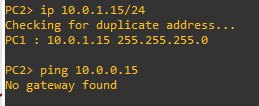 PC2> ip 10.0.1.15/24
Checking for duplicate address...
PC1 : 10.0.1.15 255.255.255.0
PC2> ping 10.0.0.15
No gateway found